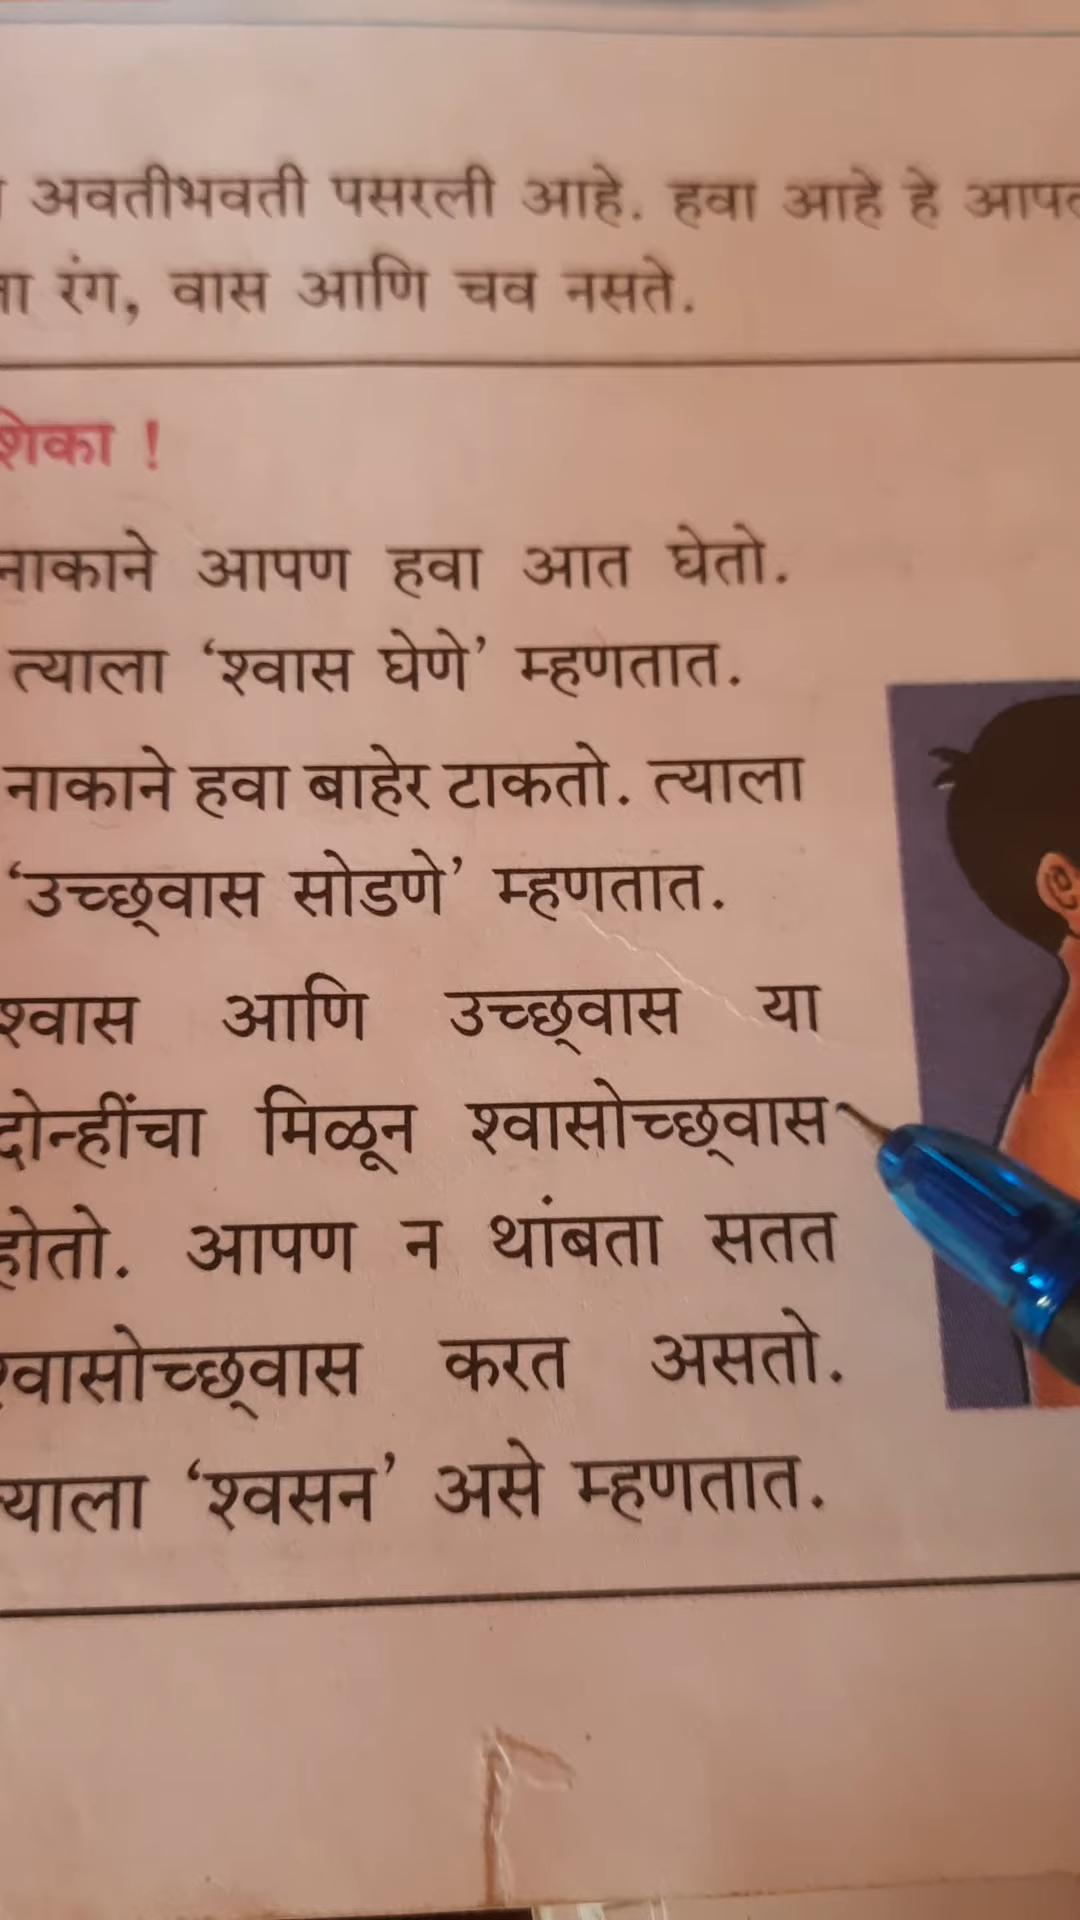 अवतीभवती पसरली आहे. हवा आहे हे
रंग, वास आणि चव नसते.
शिका !
नाकाने आपण हवा आत घेतो.
त्याला ‘श्वास घेणे’ म्हणतात.
नाकाने हवा बाहेर टाकतो. त्याला
‘उच्छ्वास सोडणे’ म्हणतात.
श्वास आणि उच्छ्वास या
दोन्हींचा मिळून श्वासोच्छ्वास
होतो. आपण न थांबता सतत
श्वासोच्छ्वास करत असतो.
त्याला ‘श्वसन’ असे म्हणतात.